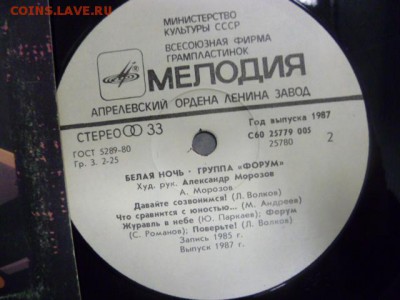 coins.lave.ru
МИНИСТЕРСТВО
КУЛЬТУРЫ СССР
ВСЕСОЮЗНАЯ ФИРМА
ГРАМПЛАСТИНОК
МЕЛОДИЯ
АПРЕЛЕВСКИЙ ОРДЕНА ЛЕНИНА ЗАВОД
СТЕРЕО 33
Год выпуска 1987
ГОСТ 5289-80
С60 25779 005
Гр. 3. 2-25
25780
2
БЕЛАЯ НОЧЬ · ГРУППА «ФОРУМ»
Худ. рук. Александр Морозов
А. Морозов
Давайте созвонимся! (Л. Волков)
Что сравнится с юностью... (М. Андреев)
Журавль в небе (Ю. Паркаев); Форум
(С. Романов); Поверьте! (Л. Волков)
Запись 1985 г.
Выпуск 1987 г.